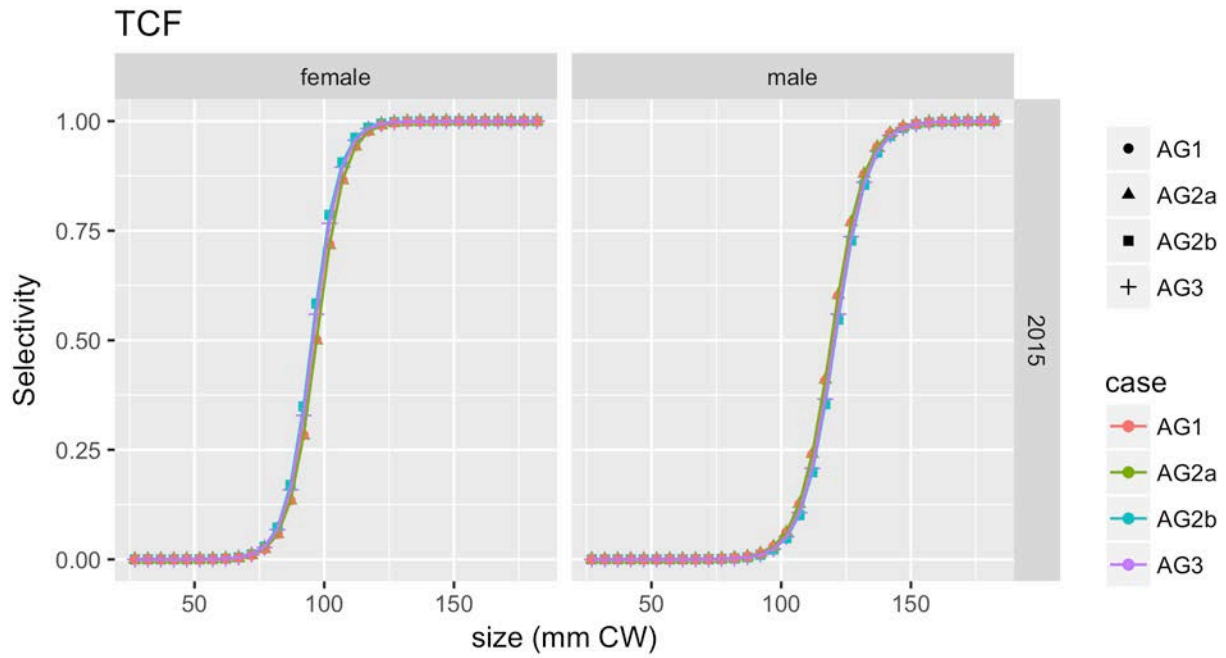 TCF
female
male
1.00
0.75
0.50
0.25
0.00
Selectivity
50
100
150
50
100
150
size (mm CW)
2015
AG1
AG2a
AG2b
AG3
case
AG1
AG2a
AG2b
AG3